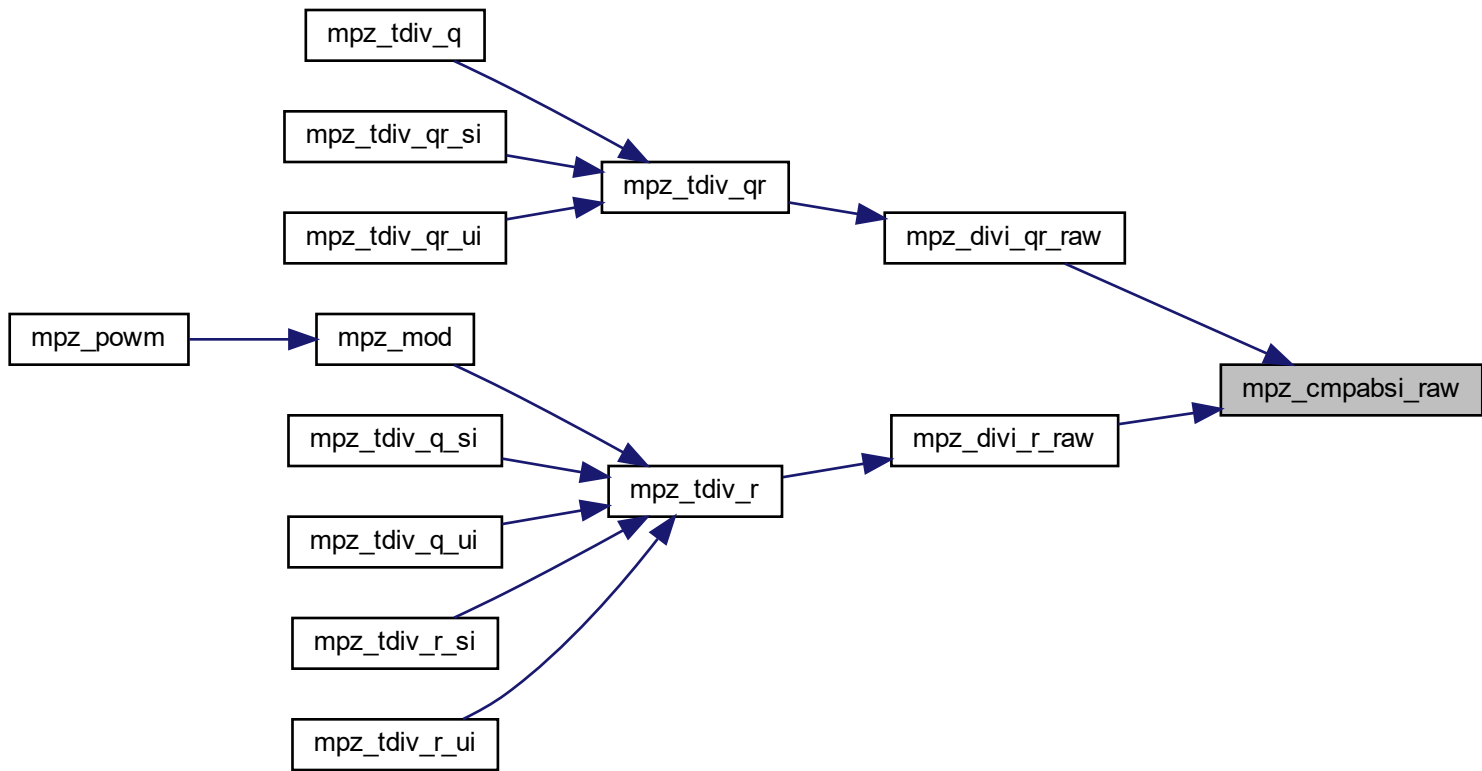 mpz_tdiv_q
mpz_tdiv_qr_si
mpz_tdiv_qr
mpz_tdiv_qr_ui
mpz_divi_qr_raw
mpz_powm
mpz_mod
mpz_cmpabsi_raw
mpz_tdiv_q_si
mpz_divi_r_raw
mpz_tdiv_r
mpz_tdiv_q_ui
mpz_tdiv_r_si
mpz_tdiv_r_ui